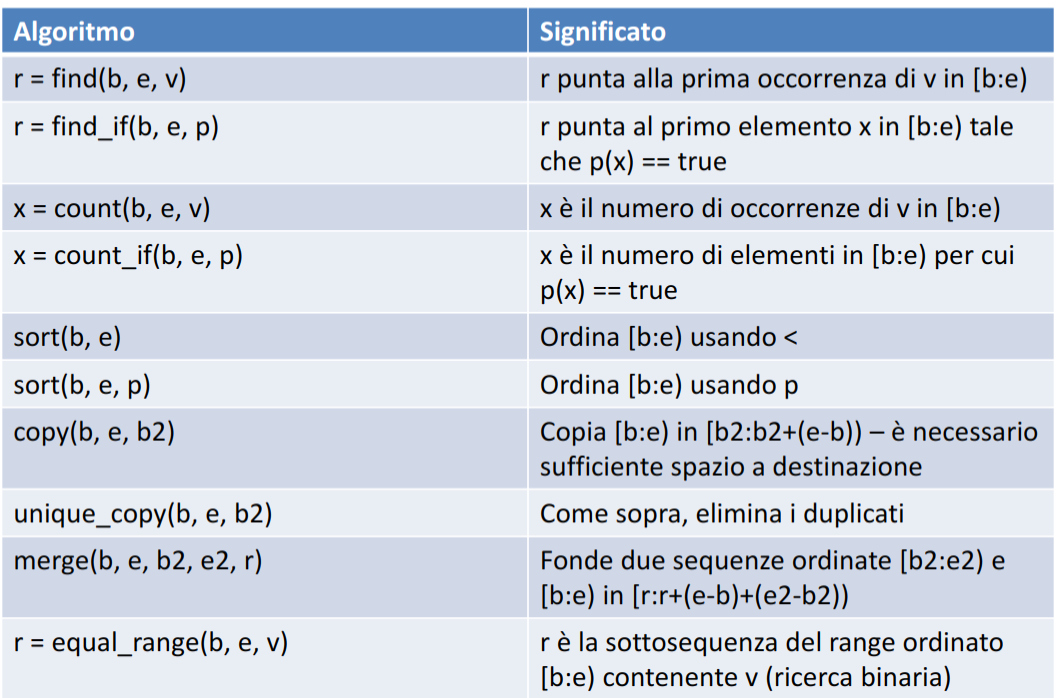 Algoritmo Significato
r = find(b, e, v) r punta alla prima occorrenza di v in [b:e)
r = find_if(b, e, p) r punta al primo elemento x in [b:e) tale
che p(x) == true
x = count(b, e, v) x è il numero di occorrenze di v in [b:e)
x = count_if(b, e, p) x è il numero di elementi in [b:e) per cui
p(x) == true
sort(b, e) Ordina [b:e) usando <
sort(b, e, p) Ordina [b:e) usando p
copy(b, e, b2) Copia [b:e) in [b2:b2+(e-b)) – è necessario
sufficiente spazio a destinazione
unique_copy(b, e, b2) Come sopra, elimina i duplicati
merge(b, e, b2, e2, r) Fonde due sequenze ordinate [b2:e2) e
[b:e) in [r:r+(e-b)+(e2-b2))
r = equal_range(b, e, v) r è la sottosequenza del range ordinato
[b:e) contenente v (ricerca binaria)